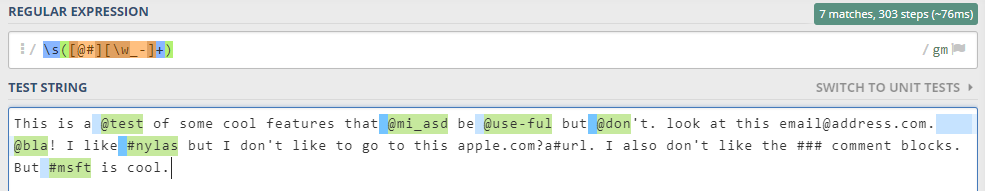 REGULAR EXPRESSION
7 matches, 303 steps (~76ms)
/ \s([@#][\w_-]+) / gm
TEST STRING
SWITCH TO UNIT TESTS
This is a @test of some cool features that @mi_asd be @use-ful but @don't. look at this email@address.com.
@bla! I like #nylas but I don't like to go to this apple.com?a#url. I also don't like the ### comment blocks.
But #msft is cool.